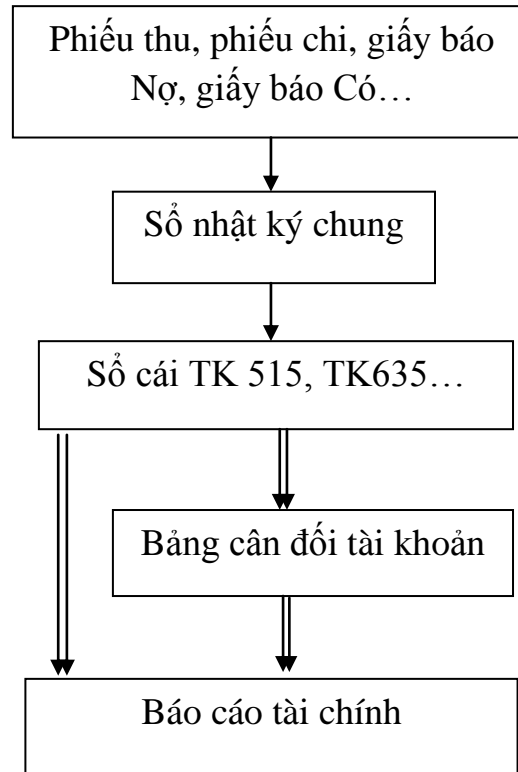 Phiếu thu, phiếu chi, giấy báo
Nợ, giấy báo Có…
Sổ nhật ký chung
Sổ cái TK 515, TK635…
Bảng cân đối tài khoản
Báo cáo tài chính